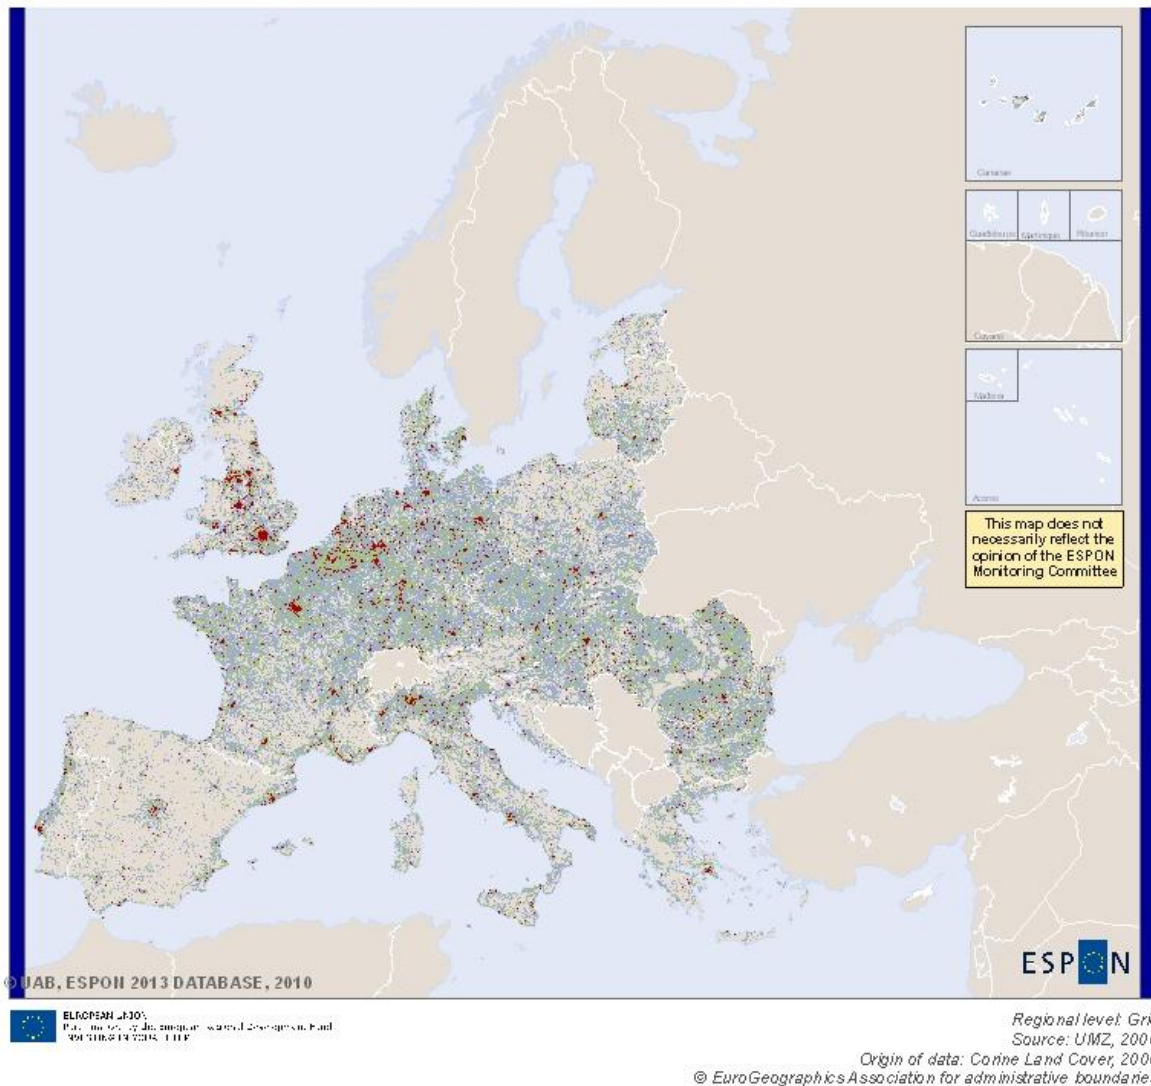 Canarias
Guadeloupe Martinique Réunion
Guyane
Madeira
Acores
This map does not
necessarily reflect the
opinion of the ESPON
Monitoring Committee
ESPON
© UAB, ESPON 2013 DATABASE, 2010
EUROPEAN UNION
Regional level: Gri
Source: UMZ, 200
Origin of data: Corine Land Cover, 200
© EuroGeographics Association for administrative boundarie